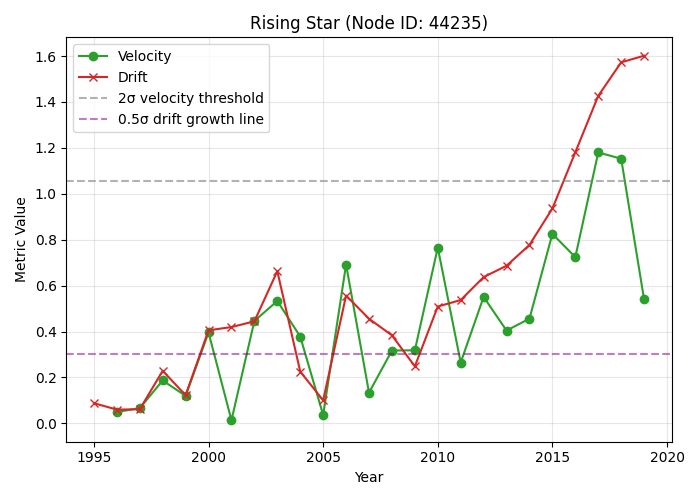 Rising Star (Node ID: 44235)
Velocity
Drift
2σ velocity threshold
0.5σ drift growth line
Metric Value
1.6
1.4
1.2
1.0
0.8
0.6
0.4
0.2
0.0
1995 2000 2005 2010 2015 2020
Year